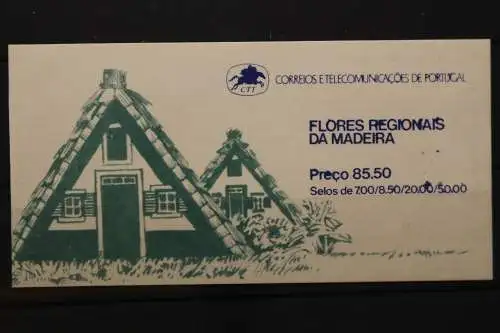 CTT
CORREIOS E TELECOMUNICAÇÕES DE PORTUGAL
FLORES REGIONAIS
DA MADEIRA
Preço 85.50
Selos de 7.00/8.50/20.00/50.00